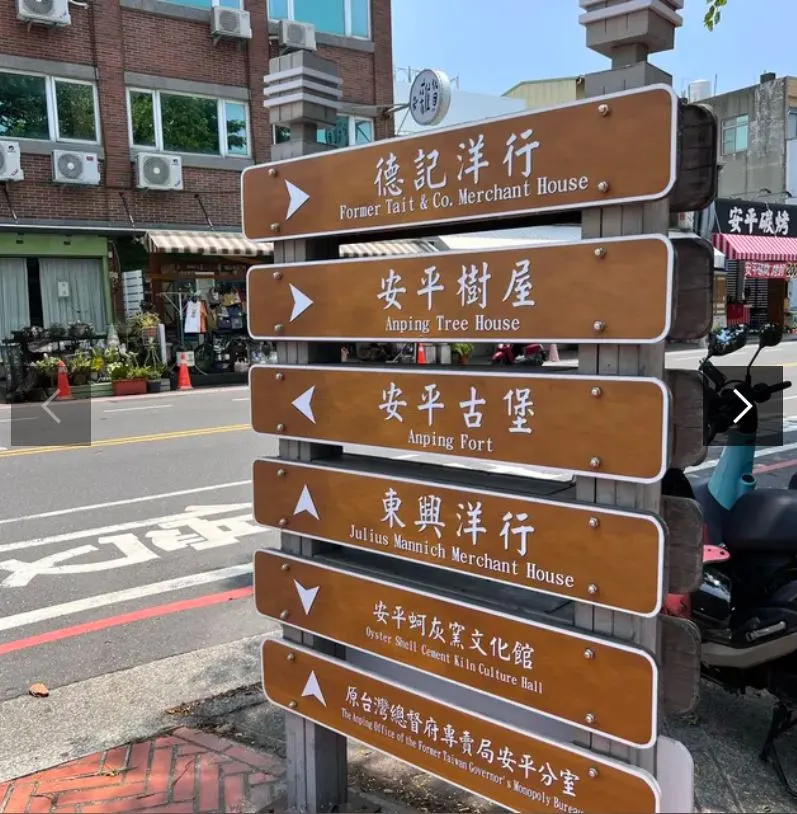 德記洋行
Former Tait & Co. Merchant House
安平樹屋
Anping Tree House
安平古堡
Anping Fort
東興洋行
Julius Mannich Merchant House
安平蚵灰窯文化館
Oyster Shell Cement Kiln Culture Hall
原台灣總督府專賣局安平分室
The Anping Office of the Former Taiwan Governor's Monopoly Bureau
安平碳烤